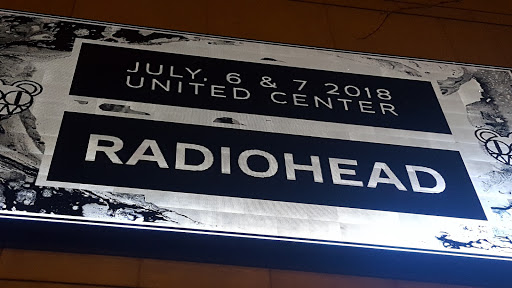 JULY. 6 & 7 2018
UNITED CENTER
RADIOHEAD